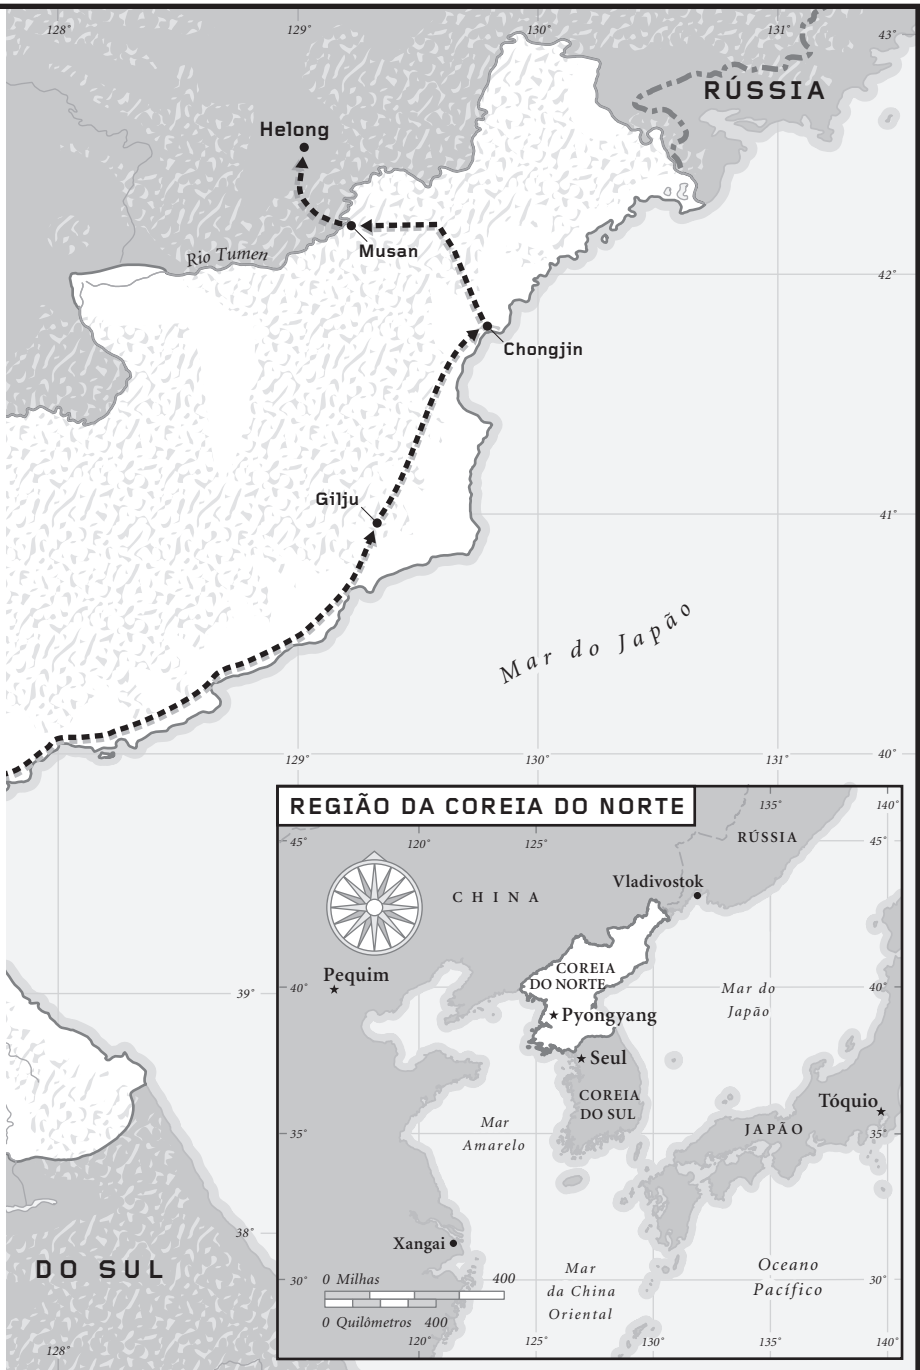 128°
129°
130°
131°
43°
RÚSSIA
Helong
Musan
Rio Tumen
42°
Chongjin
Gilju
41°
Mar do Japão
129°
130°
131°
40°
REGIÃO DA COREIA DO NORTE
135°
140°
45°
120°
125°
RÚSSIA
45°
CHINA
Vladivostok
Pequim
39°
40°
COREIA
DO NORTE
Mar do
Japão
40°
Pyongyang
Seul
COREIA
DO SUL
Tóquio
Mar
Amarelo
35°
JAPÃO
35°
38°
Xangai
DO SUL
30°
0 Milhas 400
0 Quilômetros 400
Mar
da China
Oriental
Oceano
Pacífico
30°
128°
120°
125°
130°
135°
140°